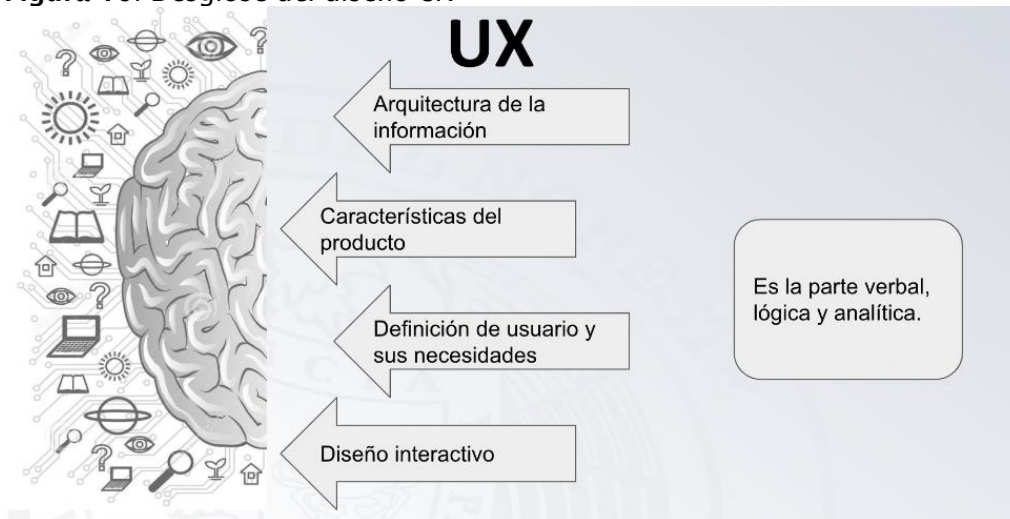 UX
Arquitectura de la
información
Características del
producto
Definición de usuario y
sus necesidades
Diseño interactivo
Es la parte verbal,
lógica y analítica.